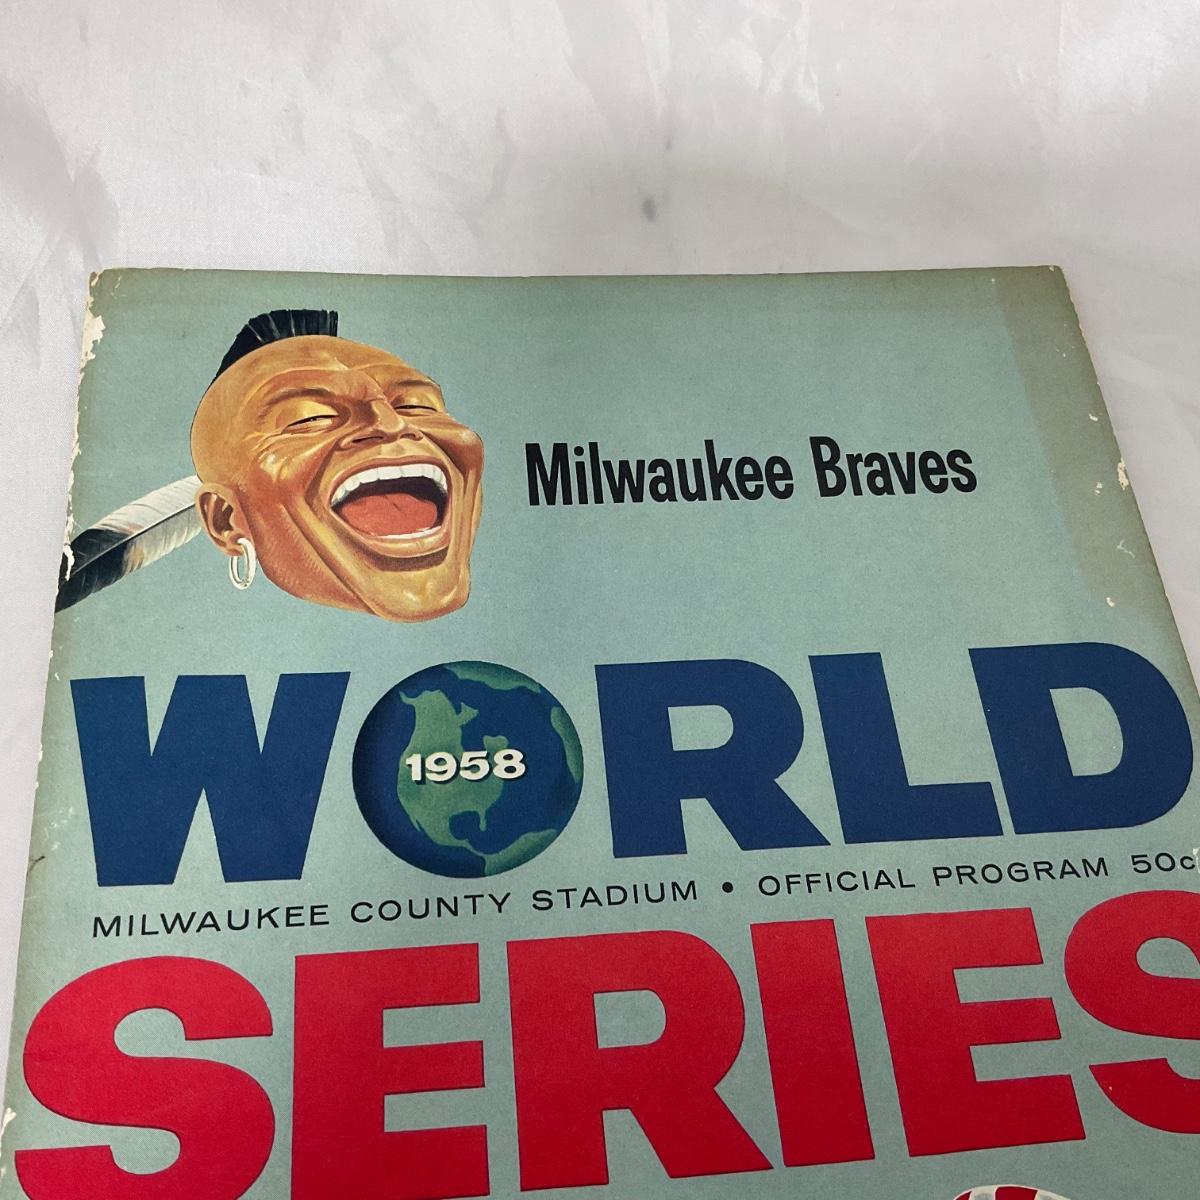 Milwaukee Braves
WORLD
1958
MILWAUKEE COUNTY STADIUM • OFFICIAL PROGRAM 50c
SERIES